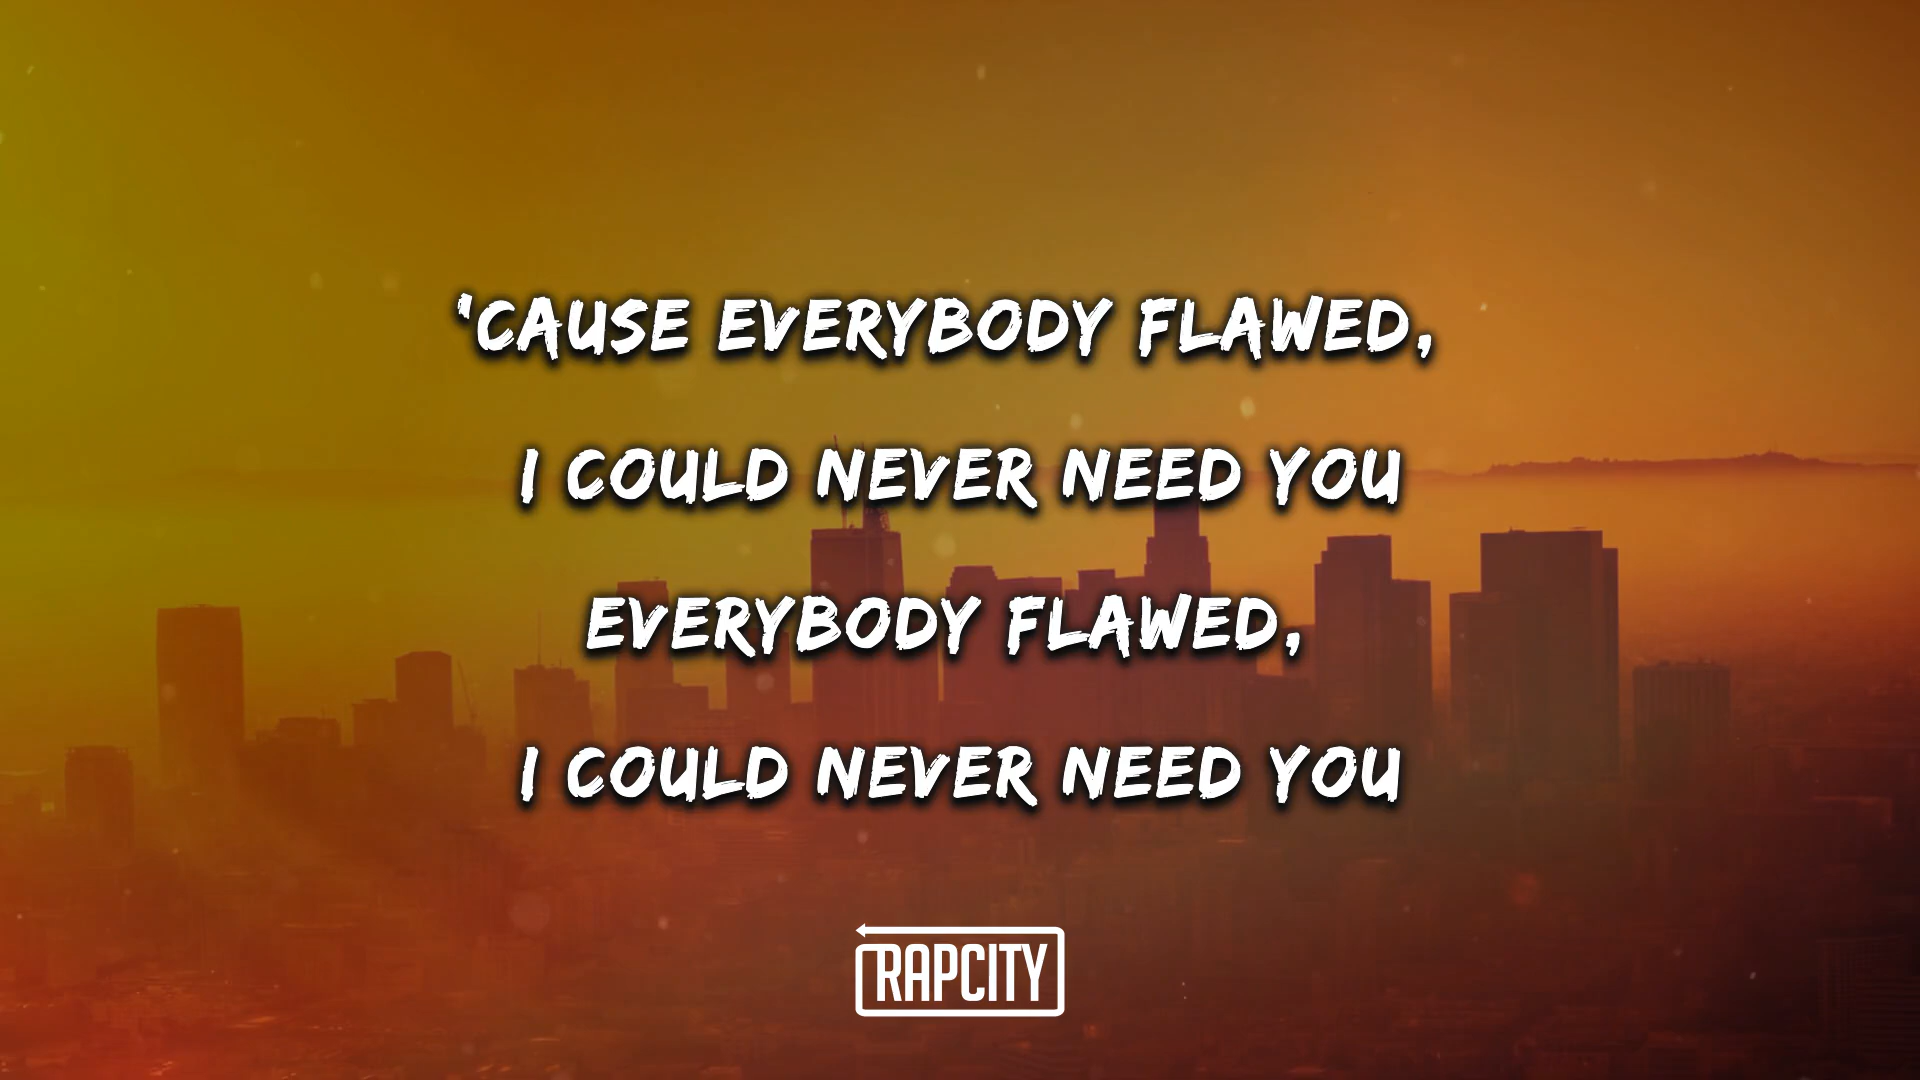 'CAUSE EVERYBODY FLAWED,
I COULD NEVER NEED YOU
EVERYBODY FLAWED,
I COULD NEVER NEED YOU
RAPCITY